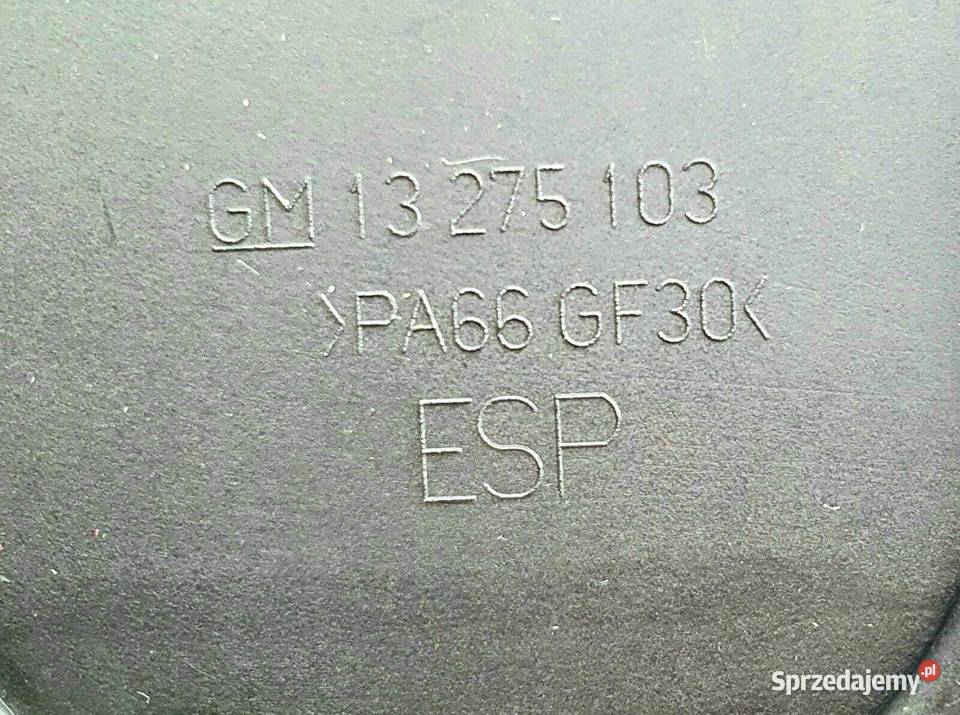 GM 13 275 103
>PA66 GF30<
ESP
Sprzedajemy.pl